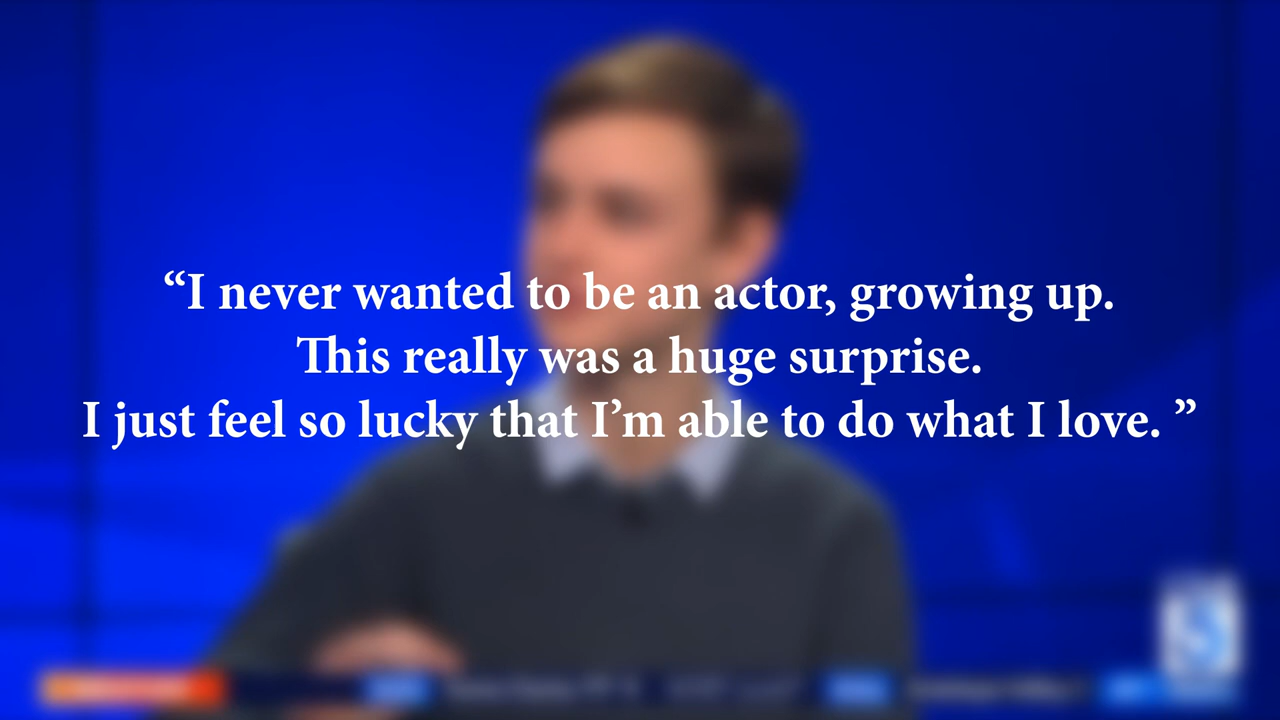 “I never wanted to be an actor, growing up.
This really was a huge surprise.
I just feel so lucky that I’m able to do what I love. ”